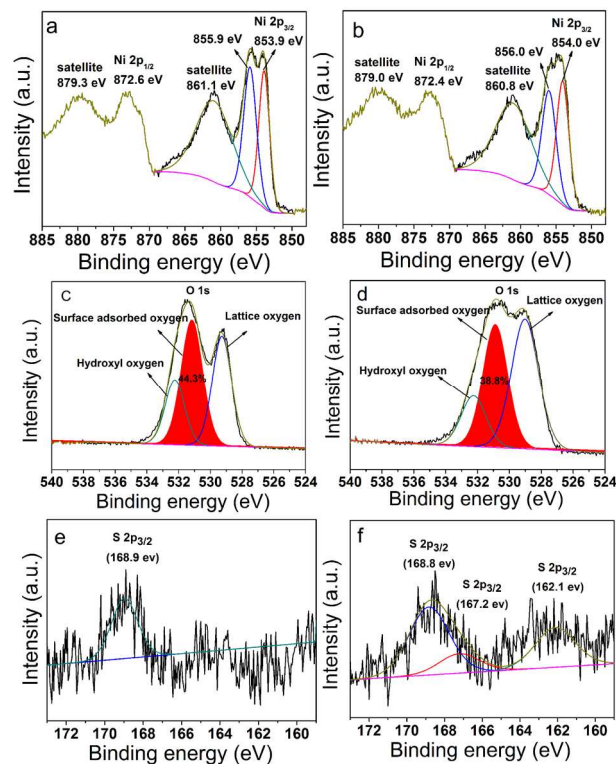 a
Ni 2p3/2
855.9 eV
853.9 eV
satellite
879.3 eV
Ni 2p1/2
872.6 eV
satellite
861.1 eV
Intensity (a.u.)
885 880 875 870 865 860 855 850
Binding energy (eV)
b
Ni 2p3/2
856.0 eV
854.0 eV
satellite
879.0 eV
Ni 2p1/2
872.4 eV
satellite
860.8 eV
Intensity (a.u.)
885 880 875 870 865 860 855 850
Binding energy (eV)
c
O 1s
Surface adsorbed oxygen
Lattice oxygen
Hydroxyl oxygen
44.3%
Intensity (a.u.)
540 538 536 534 532 530 528 526 524
Binding energy (eV)
d
O 1s
Surface adsorbed oxygen
Lattice oxygen
Hydroxyl oxygen
38.8%
Intensity (a.u.)
540 538 536 534 532 530 528 526 524
Binding energy (eV)
e
S 2p3/2
(168.9 ev)
Intensity (a.u.)
172 170 168 166 164 162 160
Binding energy (eV)
f
S 2p3/2
(168.8 ev)
S 2p3/2
(167.2 ev)
S 2p3/2
(162.1 ev)
Intensity (a.u.)
172 170 168 166 164 162 160
Binding energy (eV)